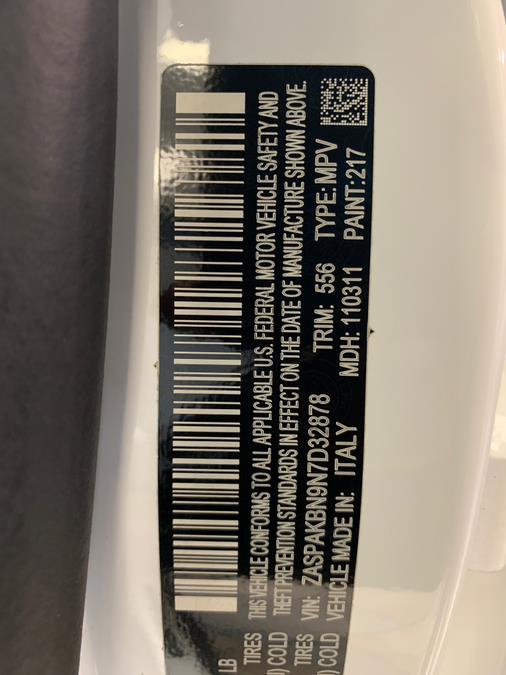 LB
TIRES THIS VEHICLE CONFORMS TO ALL APPLICABLE U.S. FEDERAL MOTOR VEHICLE SAFETY AND
) COLD THEFT PREVENTION STANDARDS IN EFFECT ON THE DATE OF MANUFACTURE SHOWN ABOVE.
TIRES VIN: ZASPAKBN9N7D32878 TRIM: 556 TYPE: MPV
) COLD VEHICLE MADE IN: ITALY MDH: 110311 PAINT:217